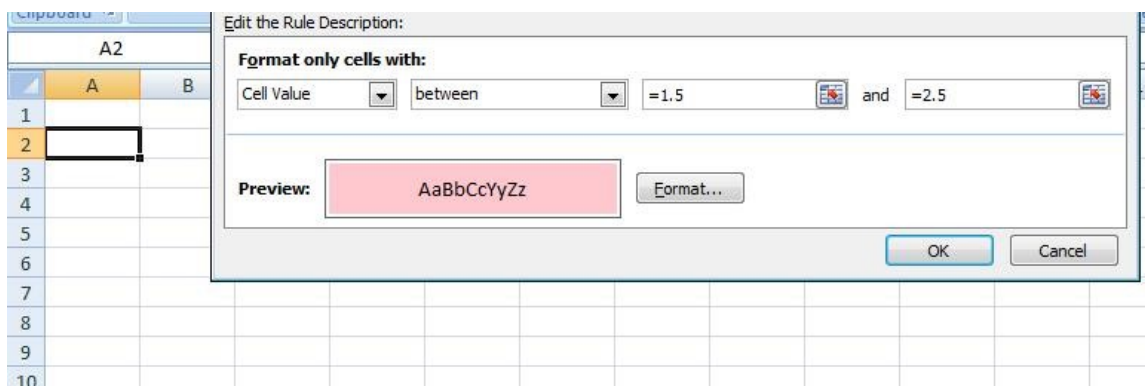 Clipboard
Edit the Rule Description:
A2
Format only cells with:
A B
Cell Value between =1.5 and =2.5
1
2
3
Preview: AaBbCcYyZz Format...
4
5
OK Cancel
6
7
8
9
10